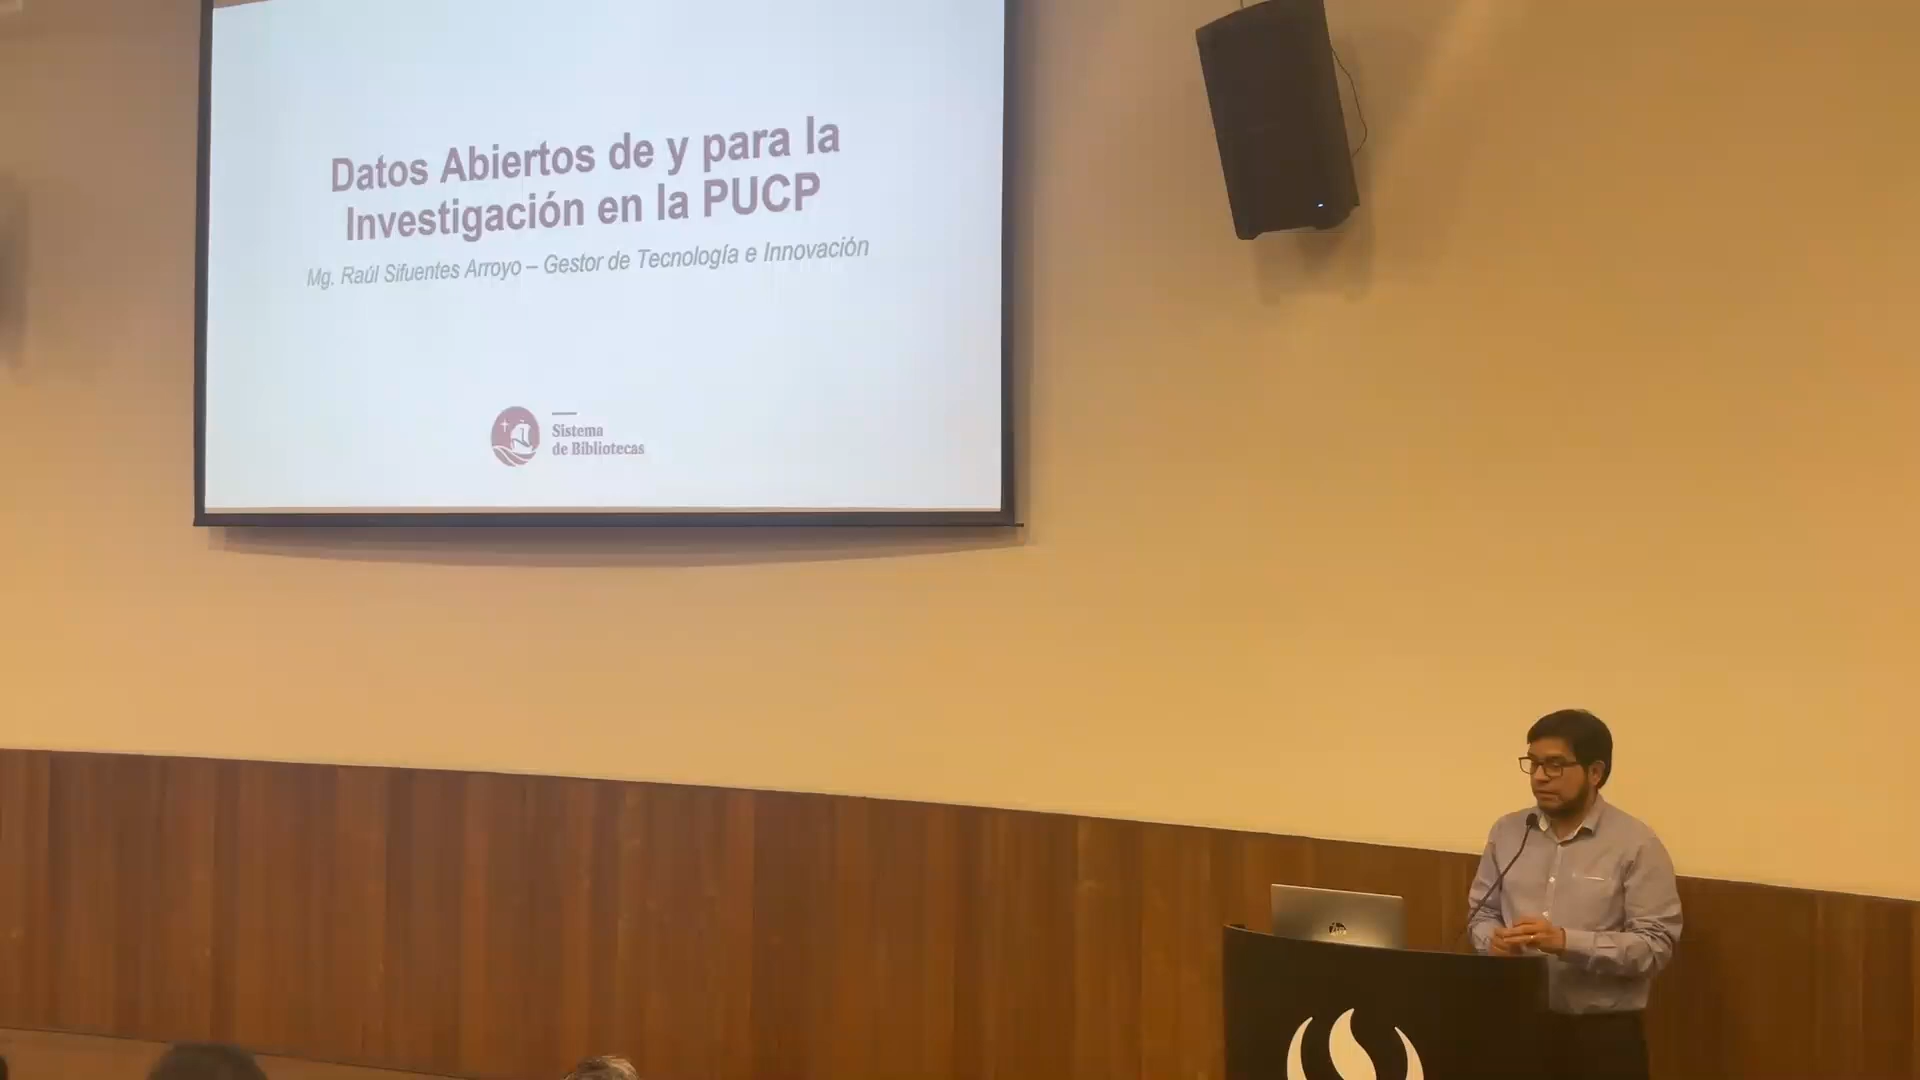 Datos Abiertos de y para la
Investigación en la PUCP
Mg. Raúl Sifuentes Arroyo – Gestor de Tecnología e Innovación
Sistema
de Bibliotecas
hp